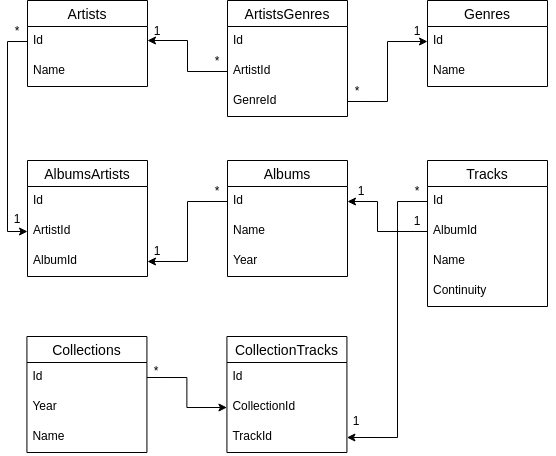 Artists
Id
Name
ArtistsGenres
Id
ArtistId
GenreId
Genres
Id
Name
* 1
*
1
*
AlbumsArtists
Id
ArtistId
AlbumId
Albums
Id
Name
Year
Tracks
Id
AlbumId
Name
Continuity
1
*
1
1
*
1
Collections
Id
Year
Name
CollectionTracks
Id
CollectionId
TrackId
*
1